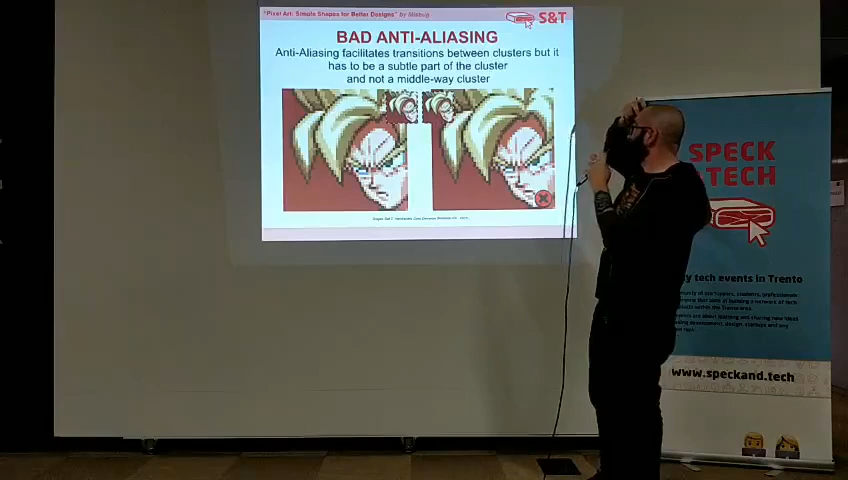 "Pixel Art: Simple Shapes for Better Designs" by Misbug
S&T
BAD ANTI-ALIASING
Anti-Aliasing facilitates transitions between clusters but it
has to be a subtle part of the cluster
and not a middle-way cluster
SPECK
TECH
y tech events in Trento
www.speckand.tech